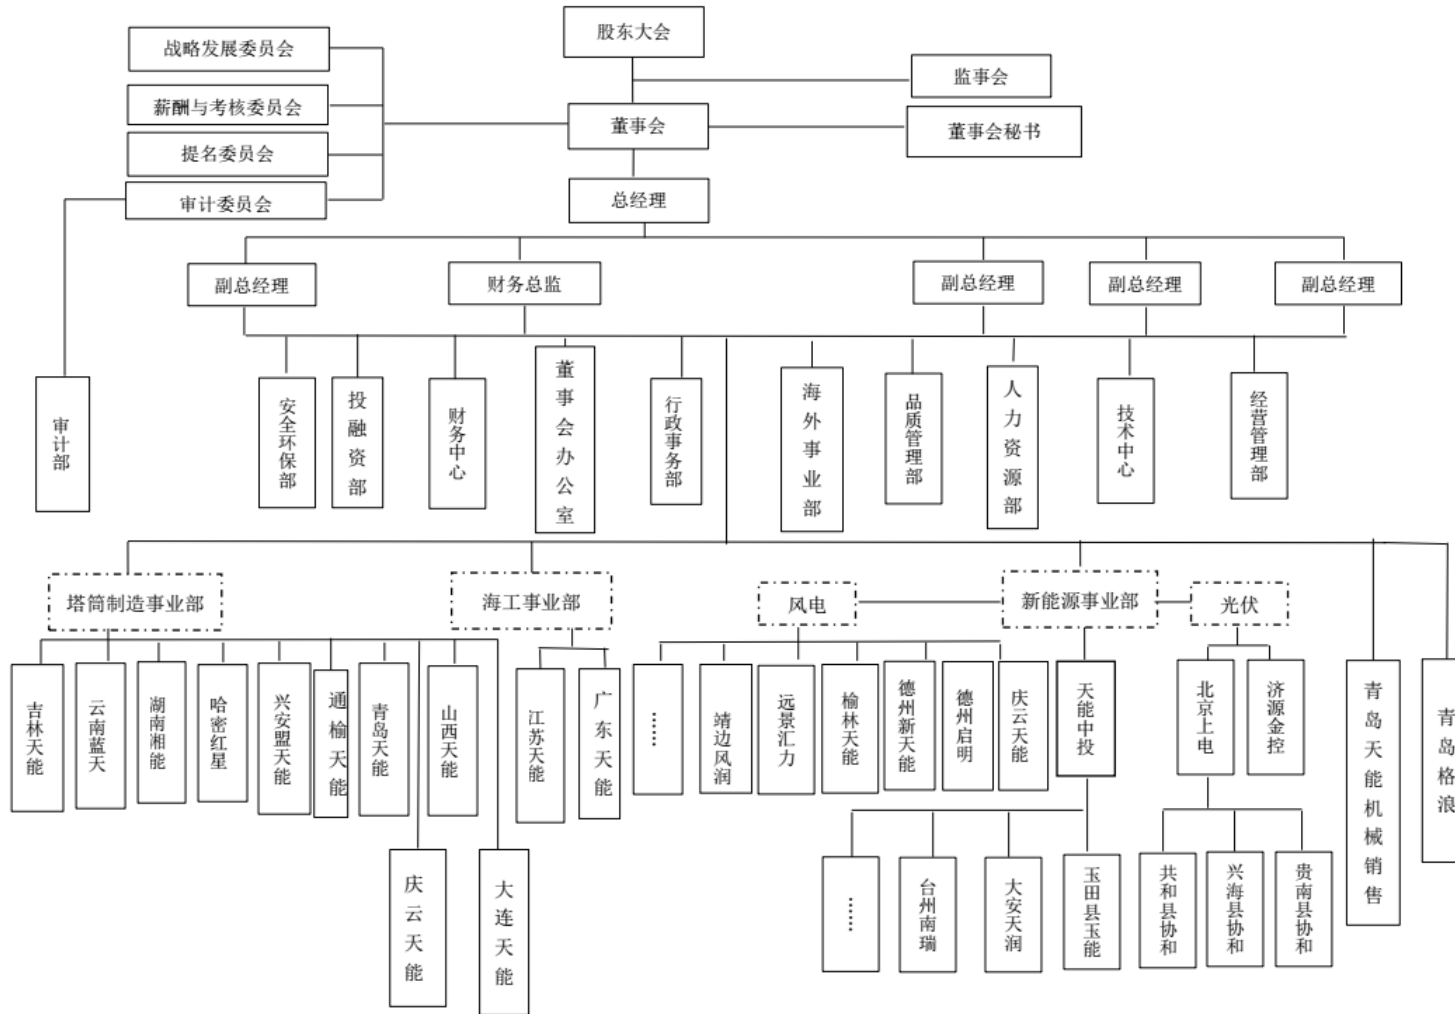 股东大会
战略发展委员会
监事会
薪酬与考核委员会
董事会
董事会秘书
提名委员会
总经理
审计委员会
副总经理
财务总监
副总经理
副总经理
副总经理
审计部
安全环保部
投融资部
财务中心
董事会办公室
行政事务部
海外事业部
品质管理部
人力资源部
技术中心
经营管理部
塔筒制造事业部
海工事业部
风电
新能源事业部
光伏
吉林天能
云南蓝天
湖南湘能
哈密红星
兴安盟天能
通榆天能
青岛天能
山西天能
江苏天能
广东天能
……
靖边风润
远景汇力
榆林天能
德州新天能
德州启明
庆云天能
天能中投
北京上电
济源金控
青岛天能机械销售
青岛格浪
庆云天能
大连天能
……
台州南瑞
大安天润
玉田县玉能
共和县协和
兴海县协和
贵南县协和